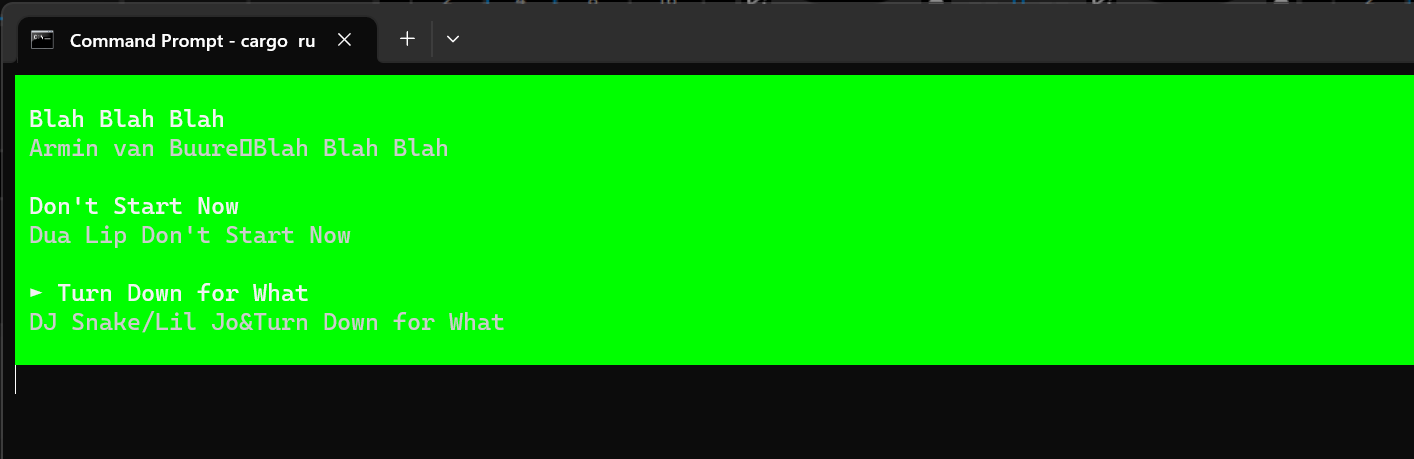 Command Prompt - cargo  ru
Blah Blah Blah
Armin van Buure▯Blah Blah Blah
Don't Start Now
Dua Lip Don't Start Now
► Turn Down for What
DJ Snake/Lil Jo&Turn Down for What